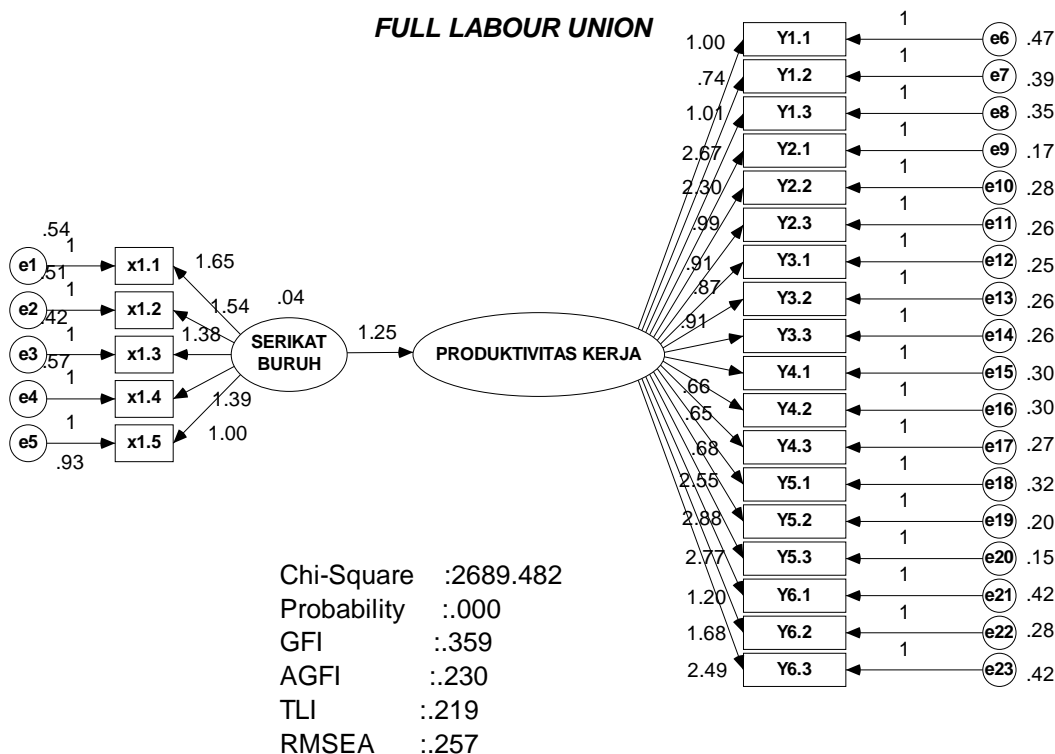 FULL LABOUR UNION
1.00 Y1.1 1 e6 .47
.74 Y1.2 1 e7 .39
1.01 Y1.3 1 e8 .35
2.67 Y2.1 1 e9 .17
2.30 Y2.2 1 e10 .28
.99 Y2.3 1 e11 .26
.91 Y3.1 1 e12 .25
.87 Y3.2 1 e13 .26
.91 Y3.3 1 e14 .26
Y4.1 1 e15 .30
.66 Y4.2 1 e16 .30
.65 Y4.3 1 e17 .27
.68 Y5.1 1 e18 .32
2.55 Y5.2 1 e19 .20
2.88 Y5.3 1 e20 .15
2.77 Y6.1 1 e21 .42
1.20 Y6.2 1 e22 .28
1.68 Y6.3 1 e23 .42
2.49
.54
e1 1 x1.1 1.65
.51
e2 1 x1.2 1.54
.42
e3 1 x1.3 1.38
.57
e4 1 x1.4 1.39
e5 1 x1.5 1.00
.93
.04
SERIKAT
BURUH
1.25
PRODUKTIVITAS KERJA
Chi-Square :2689.482
Probability :.000
GFI :.359
AGFI :.230
TLI :.219
RMSEA :.257